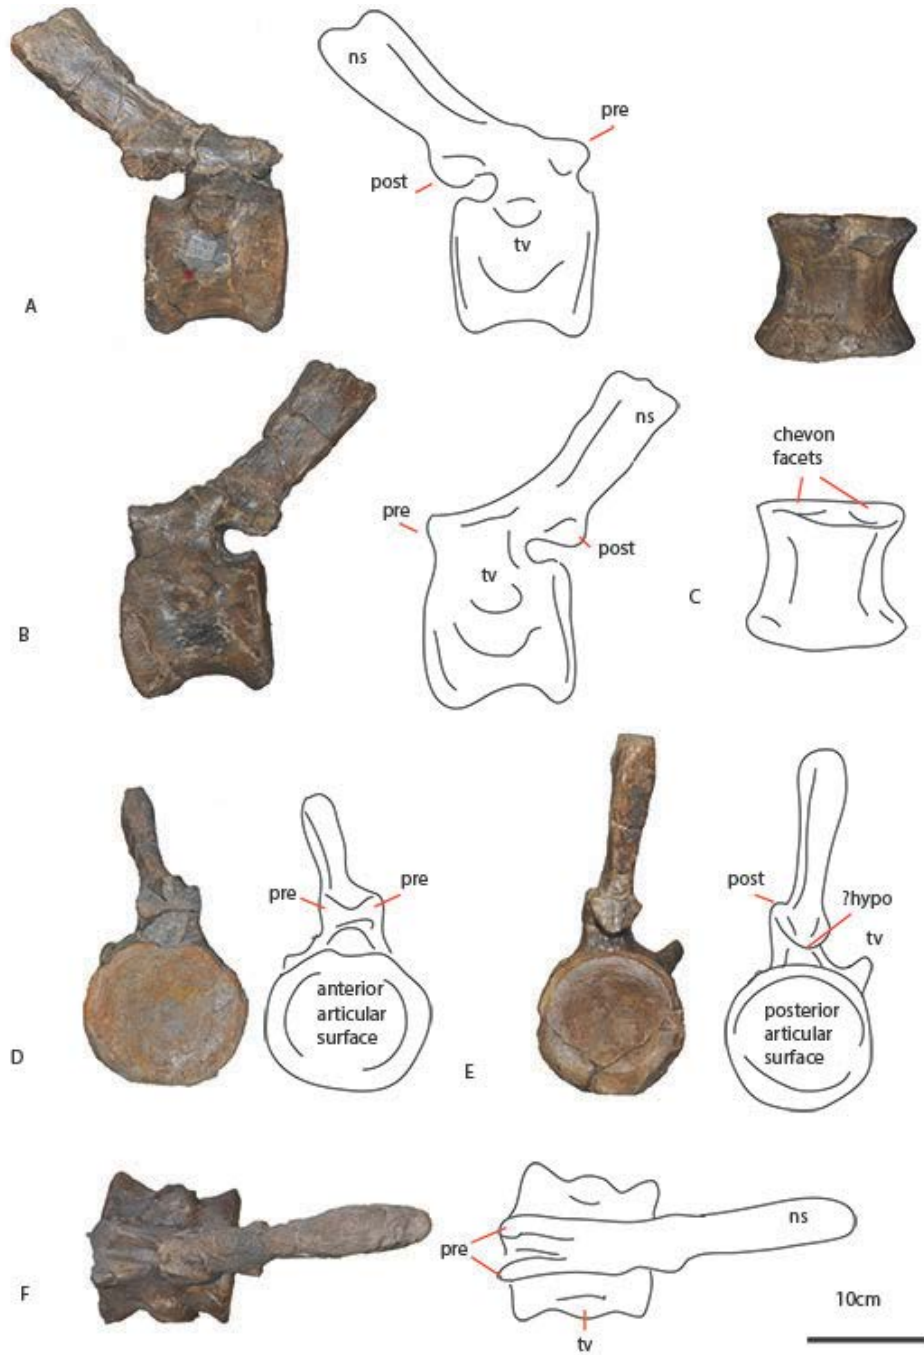 ns
pre
post
tv
A
chevon
facets
ns
pre
post
tv
C
B
pre
pre
post
?hypo
tv
anterior
articular
surface
posterior
articular
surface
D
E
ns
pre
F
10cm
tv